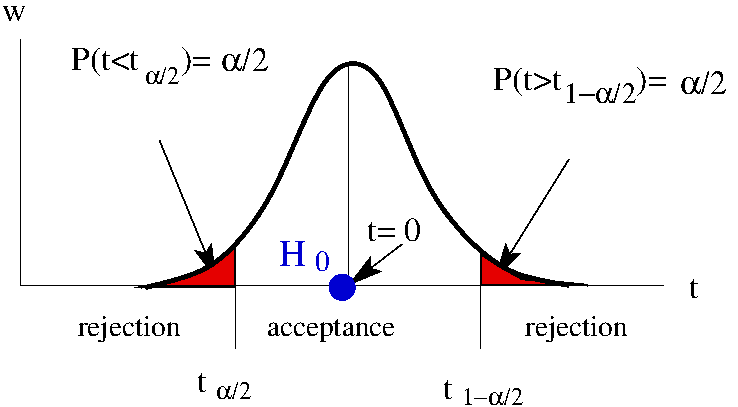 w
P(t<t α/2)= α/2
P(t>t 1−α/2)= α/2
t= 0
H 0
t
rejection
acceptance
rejection
t α/2
t 1−α/2